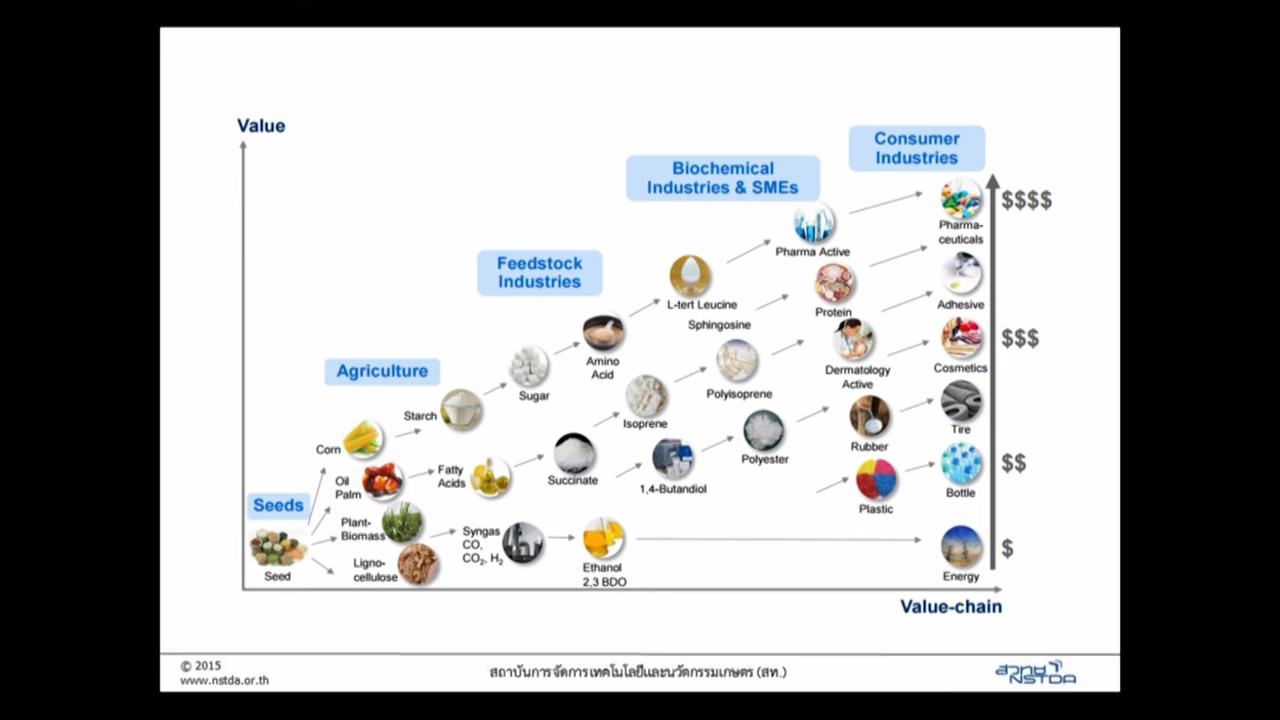 Value
Consumer
Industries
Biochemical
Industries & SMEs
$$$$
Pharma-
ceuticals
Pharma Active
Feedstock
Industries
L-tert Leucine
Protein
Adhesive
Sphingosine
$$$
Amino
Acid
Cosmetics
Agriculture
Dermatology
Active
Sugar
Polyisoprene
Starch
Isoprene
Tire
Corn
Rubber
Polyester
$$
Oil
Palm
Fatty
Acids
Succinate
1,4-Butandiol
Bottle
Seeds
Plastic
Plant-
Biomass
Syngas
CO,
CO2, H2
$
Ligno-
cellulose
Ethanol
2,3 BDO
Seed
Energy
Value-chain
© 2015
www.nstda.or.th
สถาบันการจัดการเทคโนโลยีและนวัตกรรมเกษตร (สท.)
สวทช
NSTDA